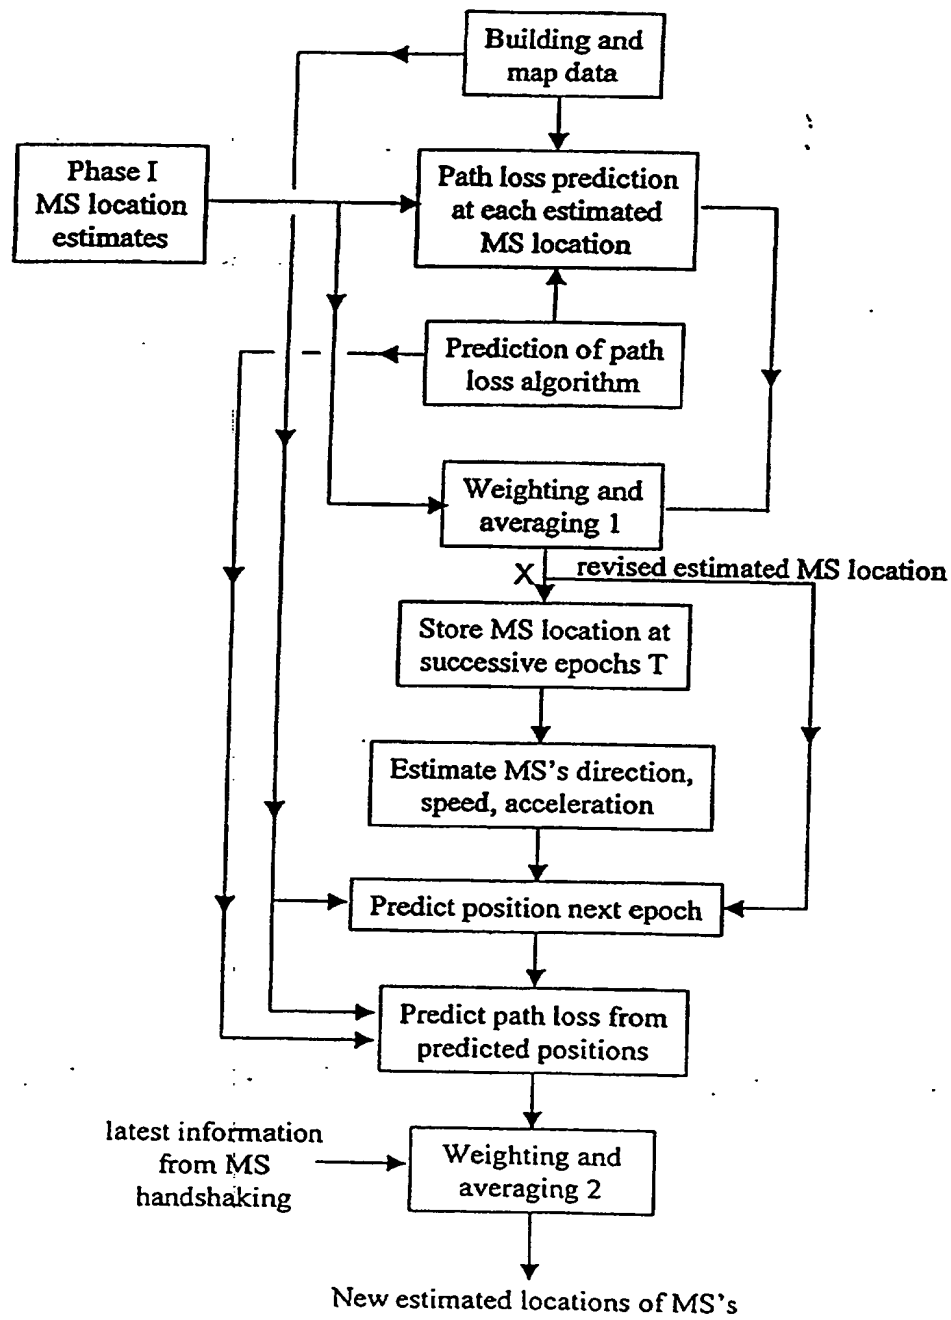 Building and
map data
Phase I
MS location
estimates
Path loss prediction
at each estimated
MS location
Prediction of path
loss algorithm
Weighting and
averaging 1
X
revised estimated MS location
Store MS location at
successive epochs T
Estimate MS's direction,
speed, acceleration
Predict position next epoch
Predict path loss from
predicted positions
latest information
from MS
handshaking
Weighting and
averaging 2
New estimated locations of MS's